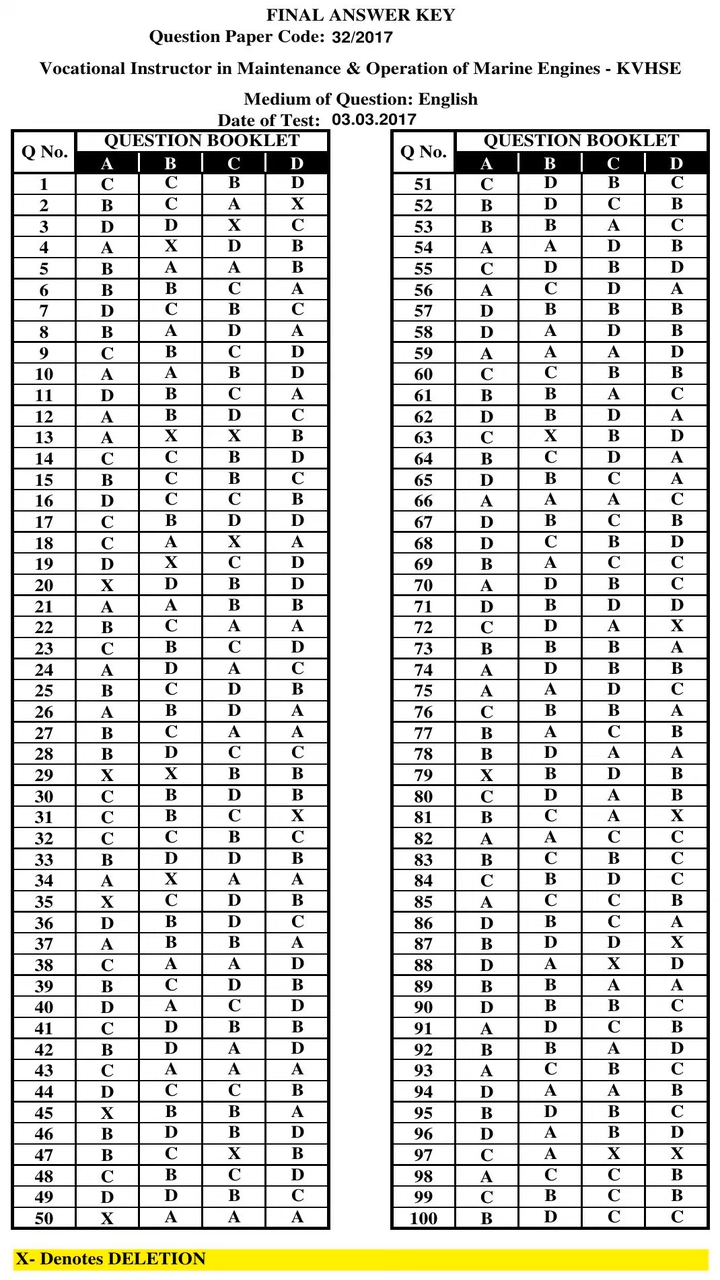 FINAL ANSWER KEY
Question Paper Code: 32/2017
Vocational Instructor in Maintenance & Operation of Marine Engines - KVHSE
Medium of Question: English
Date of Test: 03.03.2017
Q No. QUESTION BOOKLET
A B C D
1 C C B D
2 B C A X
3 D D X C
4 A X D B
5 B A A B
6 B B C A
7 D C B C
8 B A D A
9 C B C D
10 A A B D
11 D B C A
12 A B D C
13 A X X B
14 C C B D
15 B C B C
16 D C C B
17 C B D D
18 C A X A
19 D X C D
20 X D B D
21 A A B B
22 B C A A
23 C B C D
24 A D A C
25 B C D B
26 A B D A
27 B C A A
28 B D C C
29 X X B B
30 C B D B
31 C B C X
32 C C B C
33 B D D B
34 A X A A
35 X C D B
36 D B D C
37 A B B A
38 C A A D
39 B C D B
40 D A C D
41 C D B B
42 B D A D
43 C A A A
44 D C C B
45 X B B A
46 B D B D
47 B C X B
48 C B C D
49 D D B C
50 X A A A
Q No. QUESTION BOOKLET
A B C D
51 C D B C
52 B D C B
53 B B A C
54 A A D B
55 C D B D
56 A C D A
57 D B B B
58 D A D B
59 A A A D
60 C C B B
61 B B A C
62 D B D A
63 C X B D
64 B C D A
65 D B C A
66 A A A C
67 D B C B
68 D C B D
69 B A C C
70 A D B C
71 D B D D
72 C D A X
73 B B B A
74 A D B B
75 A A D C
76 C B B A
77 B A C B
78 B D A A
79 X B D B
80 C D A B
81 B C A X
82 A A C C
83 B C B C
84 C B D C
85 A C C B
86 D B C A
87 B D D X
88 D A X D
89 B B A A
90 D B B C
91 A D C B
92 B B A D
93 A C B C
94 D A A B
95 B D B C
96 D A B D
97 C A X X
98 A C C B
99 C B C B
100 B D C C
X- Denotes DELETION